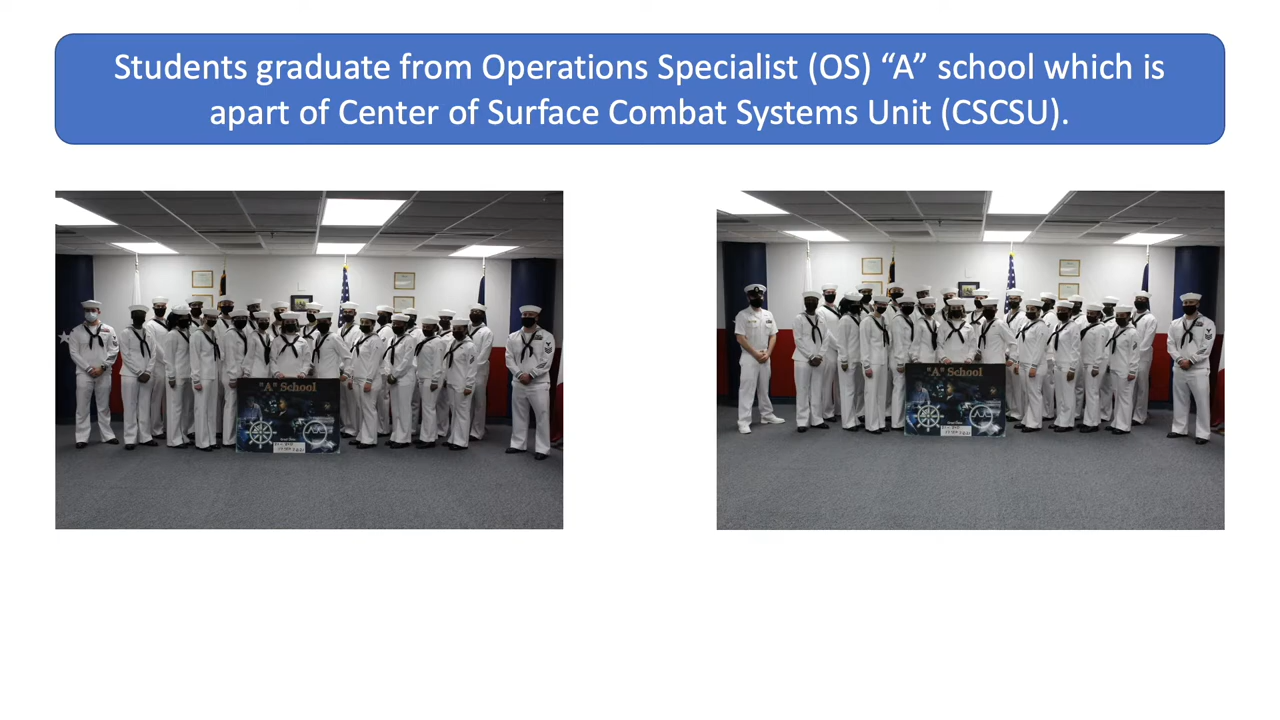 Students graduate from Operations Specialist (OS) “A” school which is
apart of Center of Surface Combat Systems Unit (CSCSU).
"A" School
"A" School